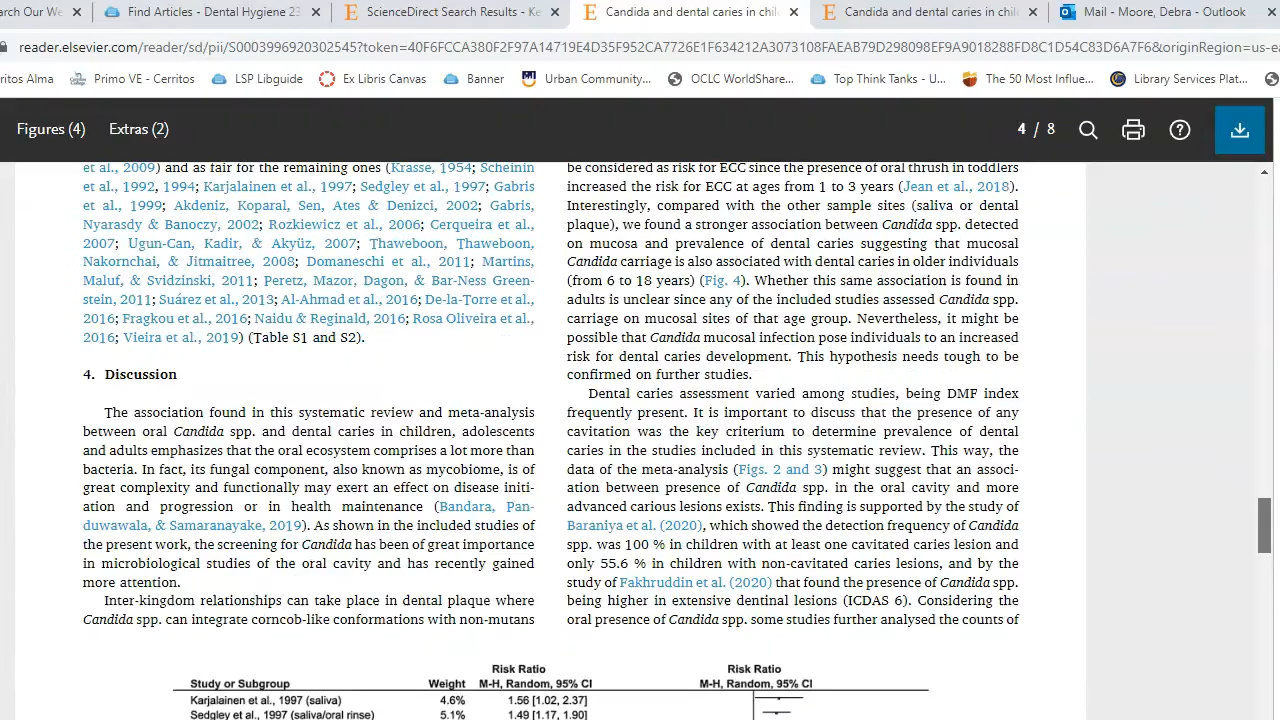 arch Our We
Find Articles - Dental Hygiene 23
ScienceDirect Search Results - Ke
Candida and dental caries in chil
Candida and dental caries in chil
Mail - Moore, Debra - Outlook
reader.elsevier.com/reader/sd/pii/S0003996920302545?token=40F6FCCA380F2F97A14719E4D35F952CA7726E1F634212A3073108FAEAB79D298098EF9A9018288FD8C1D54C83D6A7F6&originRegion=us-e
ritos Alma
Primo VE - Cerritos
LSP Libguide
Ex Libris Canvas
Banner
Urban Community...
OCLC WorldShare...
Top Think Tanks - U...
The 50 Most Influe...
Library Services Plat...
Figures (4)
Extras (2)
4 / 8
et al., 2009) and as fair for the remaining ones (Krasse, 1954; Scheinin
et al., 1992, 1994; Karjalainen et al., 1997; Sedgley et al., 1997; Gabris
et al., 1999; Akdeniz, Koparal, Sen, Ates & Denizci, 2002; Gabris,
Nyarasdy & Banoczy, 2002; Rozkiewicz et al., 2006; Cerqueira et al.,
2007; Ugun-Can, Kadir, & Akyüz, 2007; Thaweboon, Thaweboon,
Nakornchai, & Jitmaitree, 2008; Domaneschi et al., 2011; Martins,
Maluf, & Svidzinski, 2011; Peretz, Mazor, Dagon, & Bar-Ness Green-
stein, 2011; Suárez et al., 2013; Al-Ahmad et al., 2016; De-la-Torre et al.,
2016; Fragkou et al., 2016; Naidu & Reginald, 2016; Rosa Oliveira et al.,
2016; Vieira et al., 2019) (Table S1 and S2).
4. Discussion
The association found in this systematic review and meta-analysis
between oral Candida spp. and dental caries in children, adolescents
and adults emphasizes that the oral ecosystem comprises a lot more than
bacteria. In fact, its fungal component, also known as mycobiome, is of
great complexity and functionally may exert an effect on disease initi-
ation and progression or in health maintenance (Bandara, Pan-
duwawala, & Samaranayake, 2019). As shown in the included studies of
the present work, the screening for Candida has been of great importance
in microbiological studies of the oral cavity and has recently gained
more attention.
Inter-kingdom relationships can take place in dental plaque where
Candida spp. can integrate corncob-like conformations with non-mutans
be considered as risk for ECC since the presence of oral thrush in toddlers
increased the risk for ECC at ages from 1 to 3 years (Jean et al., 2018).
Interestingly, compared with the other sample sites (saliva or dental
plaque), we found a stronger association between Candida spp. detected
on mucosa and prevalence of dental caries suggesting that mucosal
Candida carriage is also associated with dental caries in older individuals
(from 6 to 18 years) (Fig. 4). Whether this same association is found in
adults is unclear since any of the included studies assessed Candida spp.
carriage on mucosal sites of that age group. Nevertheless, it might be
possible that Candida mucosal infection pose individuals to an increased
risk for dental caries development. This hypothesis needs tough to be
confirmed on further studies.
Dental caries assessment varied among studies, being DMF index
frequently present. It is important to discuss that the presence of any
cavitation was the key criterium to determine prevalence of dental
caries in the studies included in this systematic review. This way, the
data of the meta-analysis (Figs. 2 and 3) might suggest that an associ-
ation between presence of Candida spp. in the oral cavity and more
advanced carious lesions exists. This finding is supported by the study of
Baraniya et al. (2020), which showed the detection frequency of Candida
spp. was 100 % in children with at least one cavitated caries lesion and
only 55.6 % in children with non-cavitated caries lesions, and by the
study of Fakhruddin et al. (2020) that found the presence of Candida spp.
being higher in extensive dentinal lesions (ICDAS 6). Considering the
oral presence of Candida spp. some studies further analysed the counts of
Risk Ratio
Risk Ratio
Study or Subgroup
Weight
M-H, Random, 95% CI
M-H, Random, 95% CI
Karjalainen et al., 1997 (saliva)
4.6%
1.56 [1.02, 2.37]
Sedgley et al., 1997 (saliva/oral rinse)
5.1%
1.49 [1.17, 1.90]